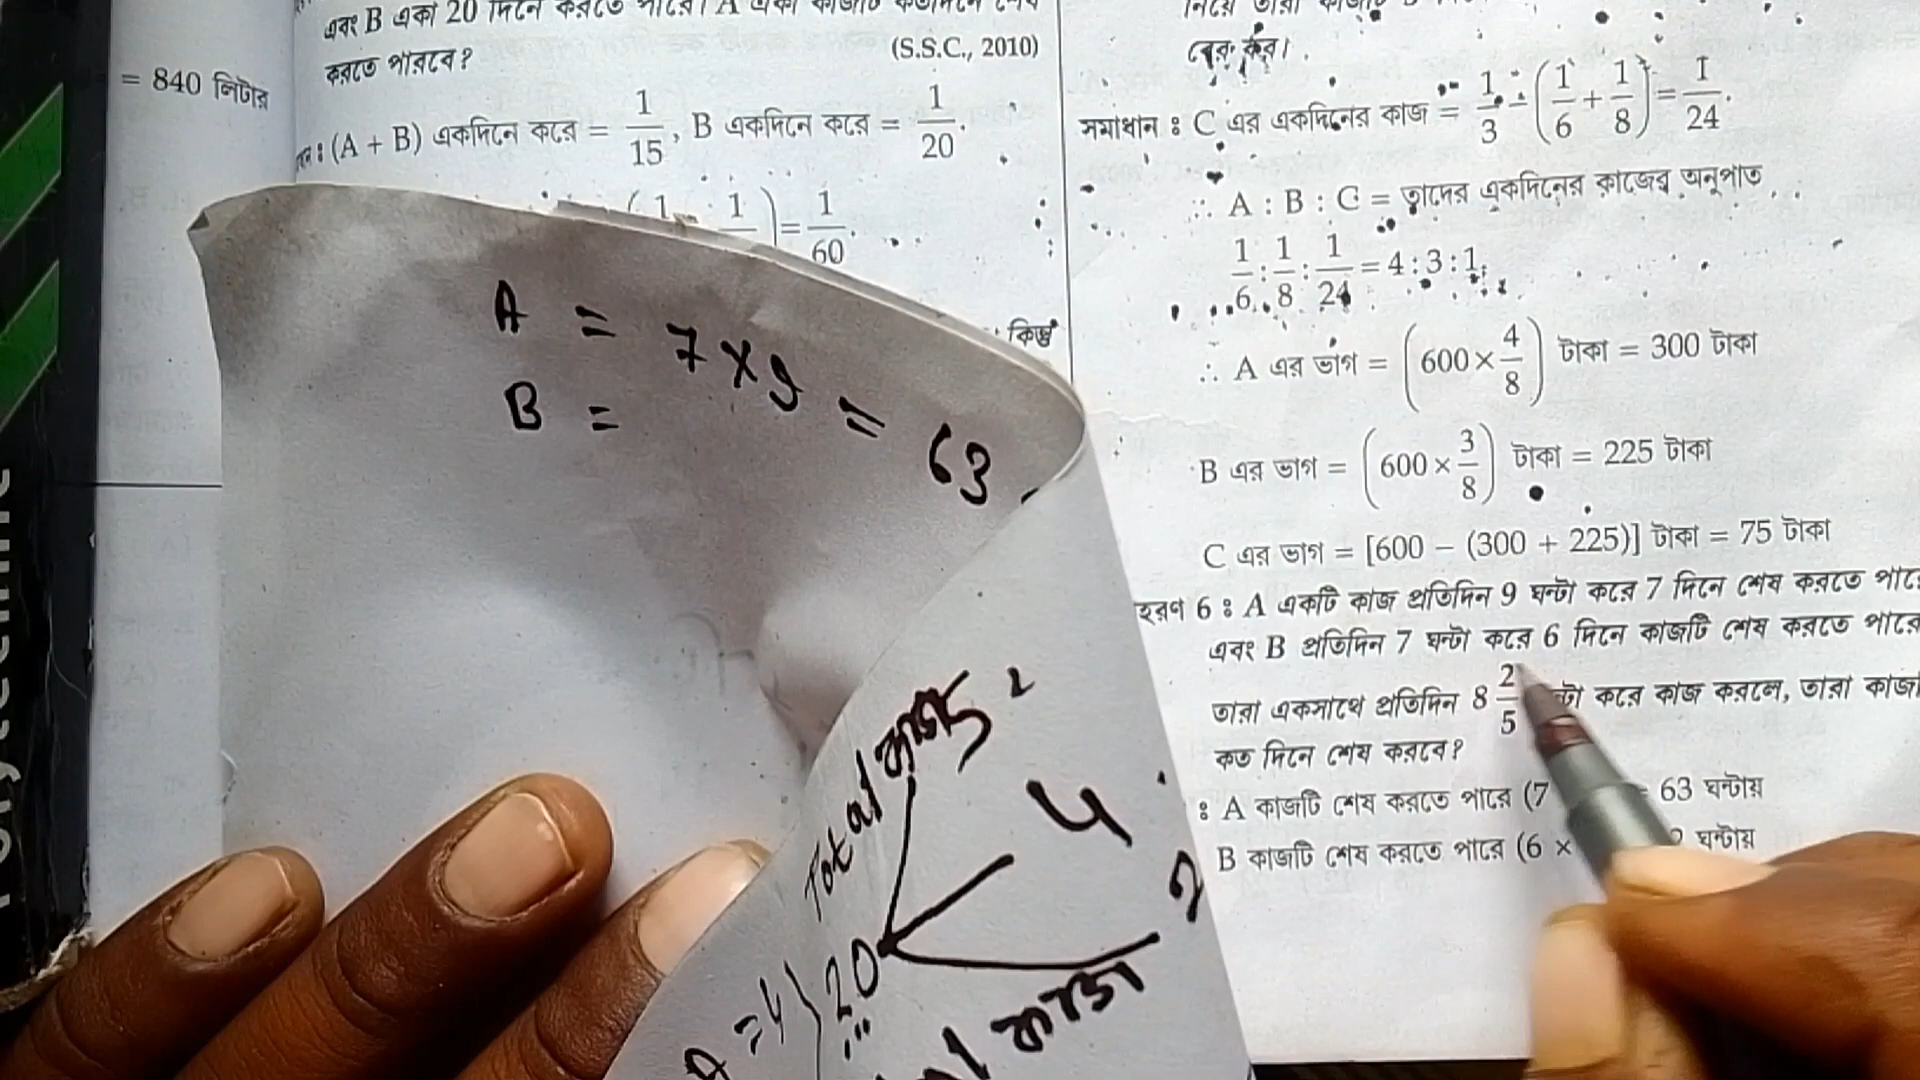 = 840 লিটার
এবং B একা 20 দিনে করতে পারে। A একা কাজটি কতদিনে শেষ
করতে পারবে?
(S.S.C., 2010)
: (A + B) একদিনে করে = 1/15, B একদিনে করে = 1/20.
1 1 ) = 1/60.
কিন্তু
A = 7 x 9 = 63
B =
Total কাজ
20
4
A = 4
কাজ
বের কর।
সমাধান : C এর একদিনের কাজ = 1/3 − (1/6 + 1/8) = 1/24.
∴ A : B : C = তাদের একদিনের কাজের অনুপাত
1/6 : 1/8 : 1/24 = 4 : 3 : 1.
∴ A এর ভাগ = (600 × 4/8) টাকা = 300 টাকা
B এর ভাগ = (600 × 3/8) টাকা = 225 টাকা
C এর ভাগ = [600 − (300 + 225)] টাকা = 75 টাকা
হরণ 6 : A একটি কাজ প্রতিদিন 9 ঘন্টা করে 7 দিনে শেষ করতে পারে
এবং B প্রতিদিন 7 ঘন্টা করে 6 দিনে কাজটি শেষ করতে পারে
তারা একসাথে প্রতিদিন 8 2/5 করে কাজ করলে, তারা
কত দিনে শেষ করবে?
: A কাজটি শেষ করতে পারে (7 = 63 ঘন্টায়
B কাজটি শেষ করতে পারে (6 × ঘন্টায়